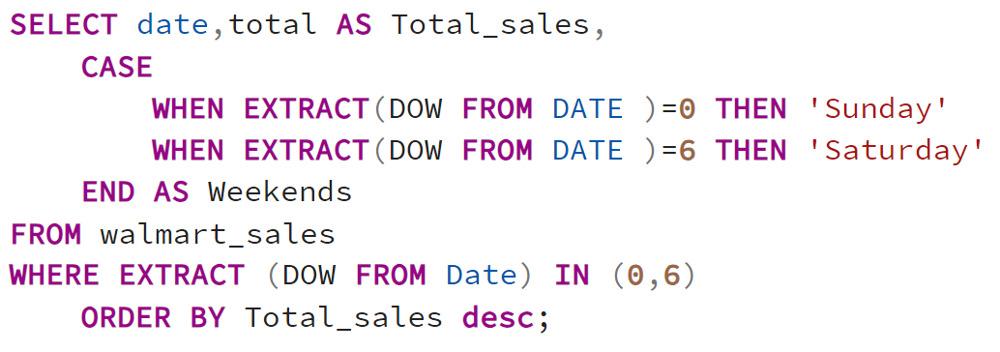 SELECT date,total AS Total_sales,
CASE
WHEN EXTRACT(DOW FROM DATE )=0 THEN 'Sunday'
WHEN EXTRACT(DOW FROM DATE )=6 THEN 'Saturday'
END AS Weekends
FROM walmart_sales
WHERE EXTRACT (DOW FROM Date) IN (0,6)
ORDER BY Total_sales desc;